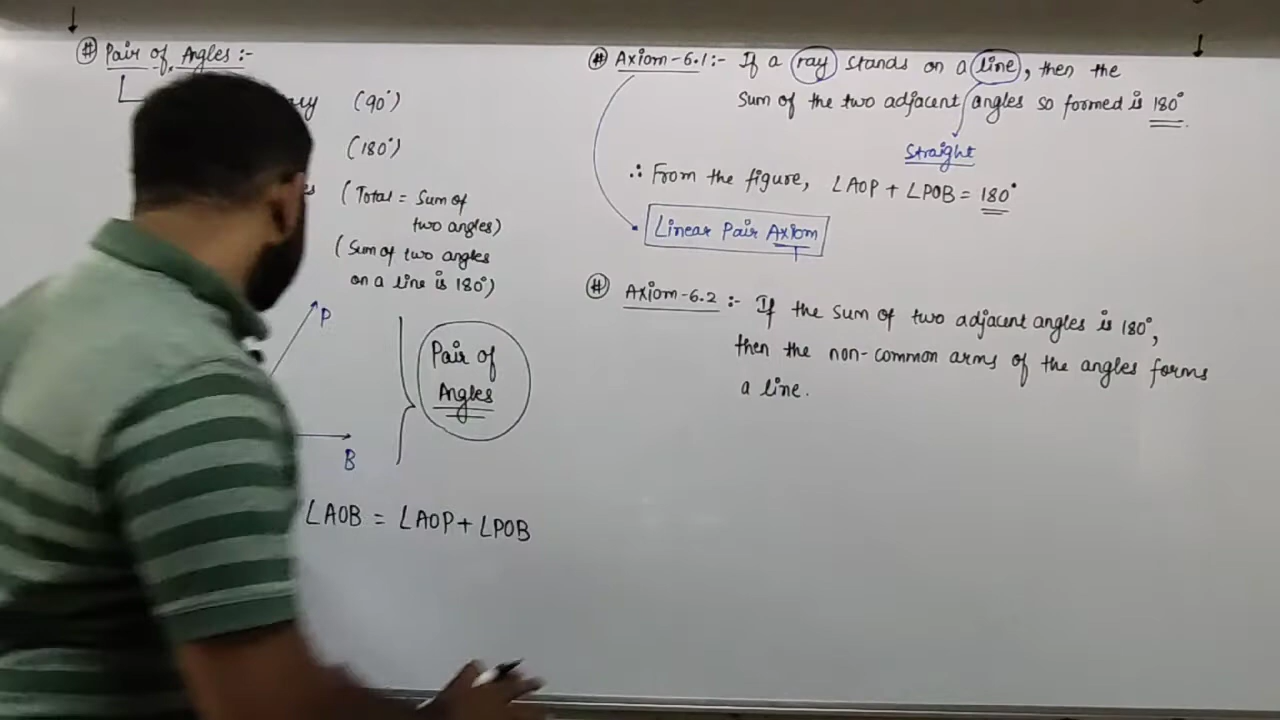 # Pair of Angles :-
(90°)
(180°)
(Total = Sum of
two angles)
(Sum of two angles
on a line is 180°)
P
Pair of
Angles
B
∠AOB = ∠AOP + ∠POB
# Axiom-6.1 :- If a ray stands on a line, then the
Sum of the two adjacent angles so formed is 180°.
Straight
∴ From the figure, ∠AOP + ∠POB = 180°
Linear Pair Axiom
# Axiom-6.2 :- If the sum of two adjacent angles is 180°,
then the non-common arms of the angles forms
a line.